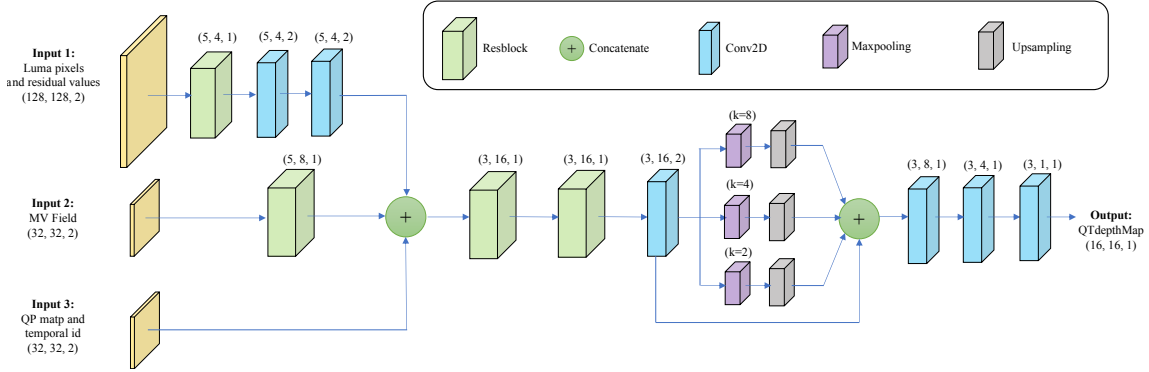 Input 1:
Luma pixels
and residual values
(128, 128, 2)
(5, 4, 1)
(5, 4, 2)
(5, 4, 2)
Resblock
+
Concatenate
Conv2D
Maxpooling
Upsampling
Input 2:
MV Field
(32, 32, 2)
(5, 8, 1)
+
(3, 16, 1)
(3, 16, 1)
(3, 16, 2)
(k=8)
(k=4)
(k=2)
+
(3, 8, 1)
(3, 4, 1)
(3, 1, 1)
Output:
QTdepthMap
(16, 16, 1)
Input 3:
QP matp and
temporal id
(32, 32, 2)